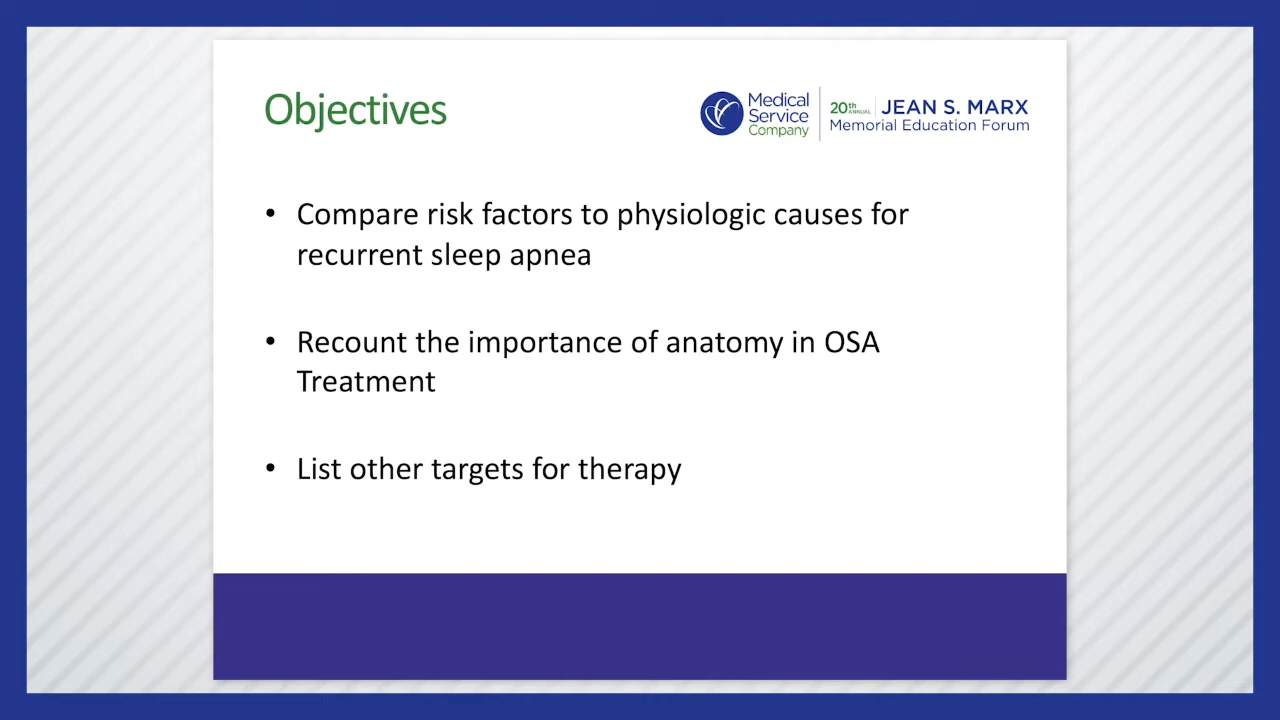 Objectives
Medical
Service
Company
20th ANNUAL JEAN S. MARX
Memorial Education Forum
• Compare risk factors to physiologic causes for
recurrent sleep apnea
• Recount the importance of anatomy in OSA
Treatment
• List other targets for therapy